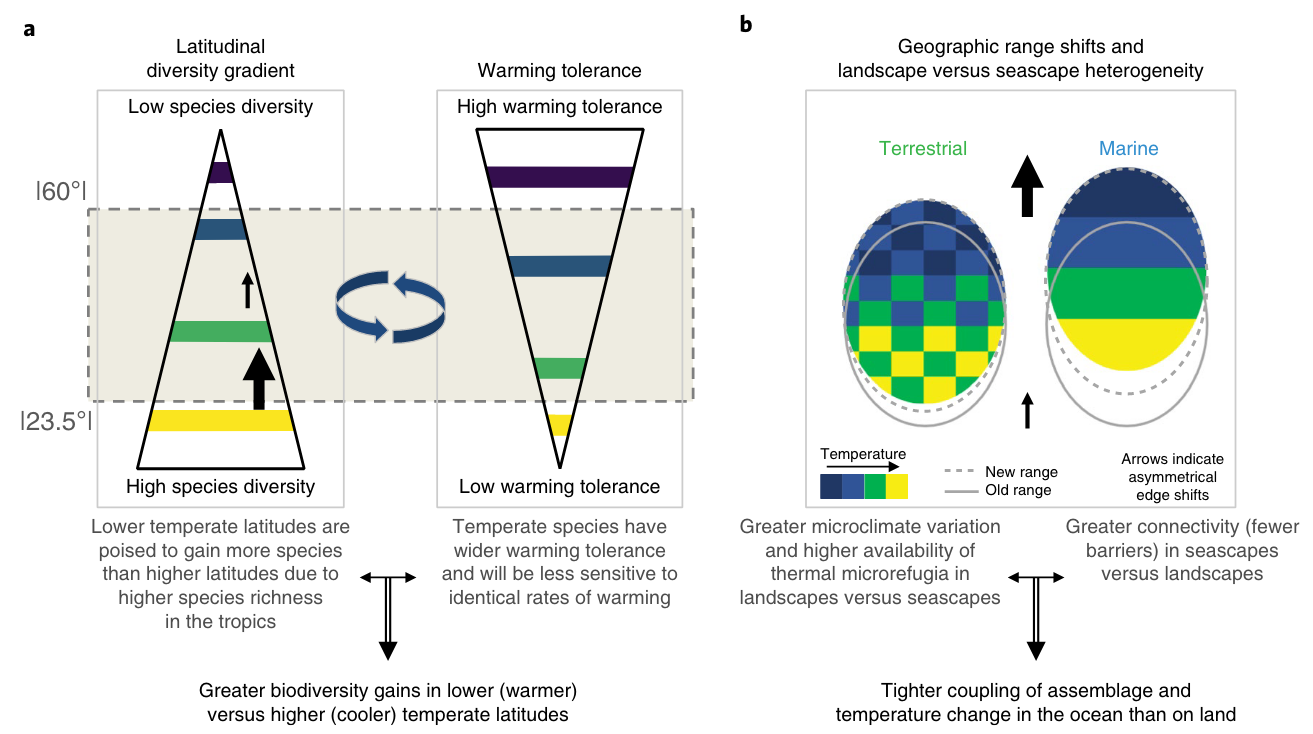 a
Latitudinal
diversity gradient
Warming tolerance
Low species diversity
High warming tolerance
|60°|
|23.5°|
High species diversity
Low warming tolerance
Lower temperate latitudes are
poised to gain more species
than higher latitudes due to
higher species richness
in the tropics
Temperate species have
wider warming tolerance
and will be less sensitive to
identical rates of warming
Greater biodiversity gains in lower (warmer)
versus higher (cooler) temperate latitudes
b
Geographic range shifts and
landscape versus seascape heterogeneity
Terrestrial
Marine
Temperature
New range
Old range
Arrows indicate
asymmetrical
edge shifts
Greater microclimate variation
and higher availability of
thermal microrefugia in
landscapes versus seascapes
Greater connectivity (fewer
barriers) in seascapes
versus landscapes
Tighter coupling of assemblage and
temperature change in the ocean than on land